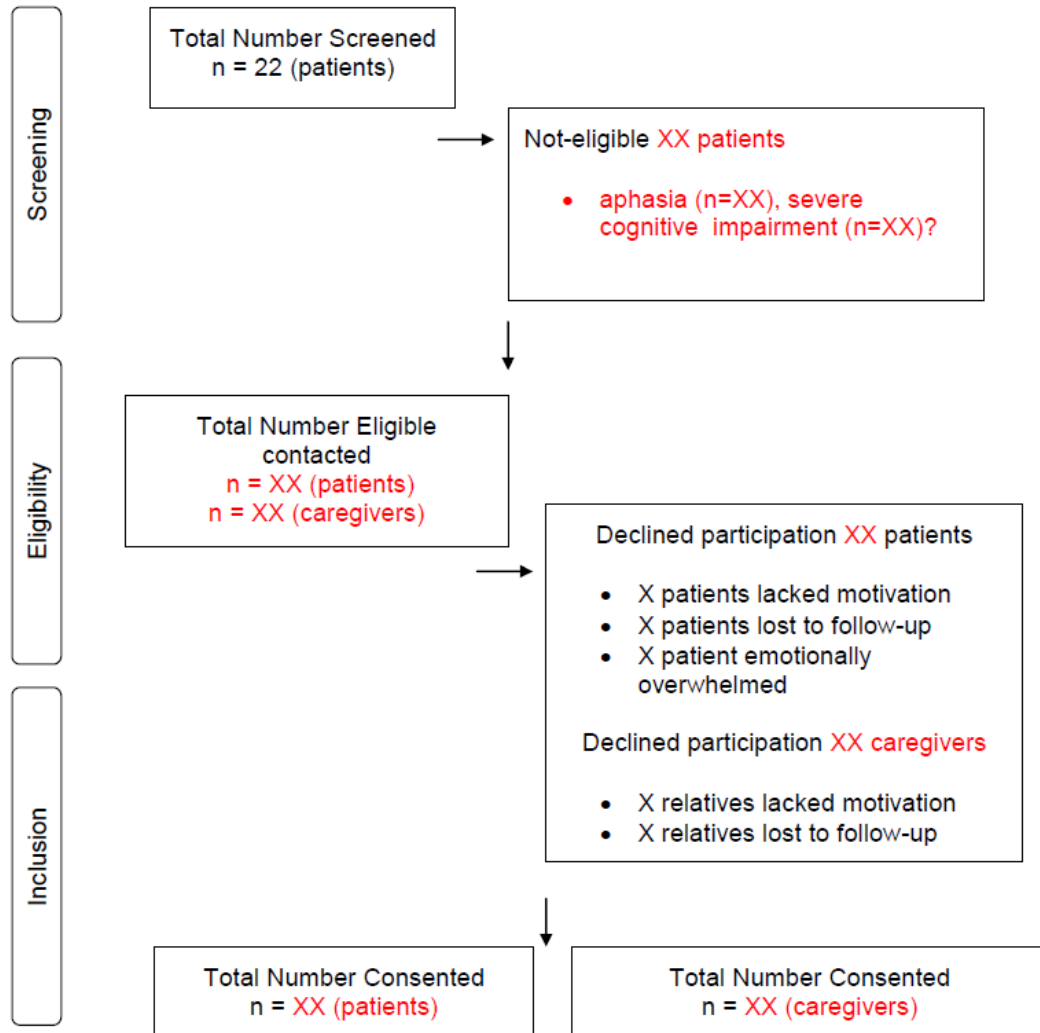 Screening
Total Number Screened
n = 22 (patients)
Not-eligible XX patients
• aphasia (n=XX), severe
cognitive impairment (n=XX)?
Eligibility
Total Number Eligible
contacted
n = XX (patients)
n = XX (caregivers)
Declined participation XX patients
• X patients lacked motivation
• X patients lost to follow-up
• X patient emotionally
overwhelmed
Declined participation XX caregivers
• X relatives lacked motivation
• X relatives lost to follow-up
Inclusion
Total Number Consented
n = XX (patients)
Total Number Consented
n = XX (caregivers)